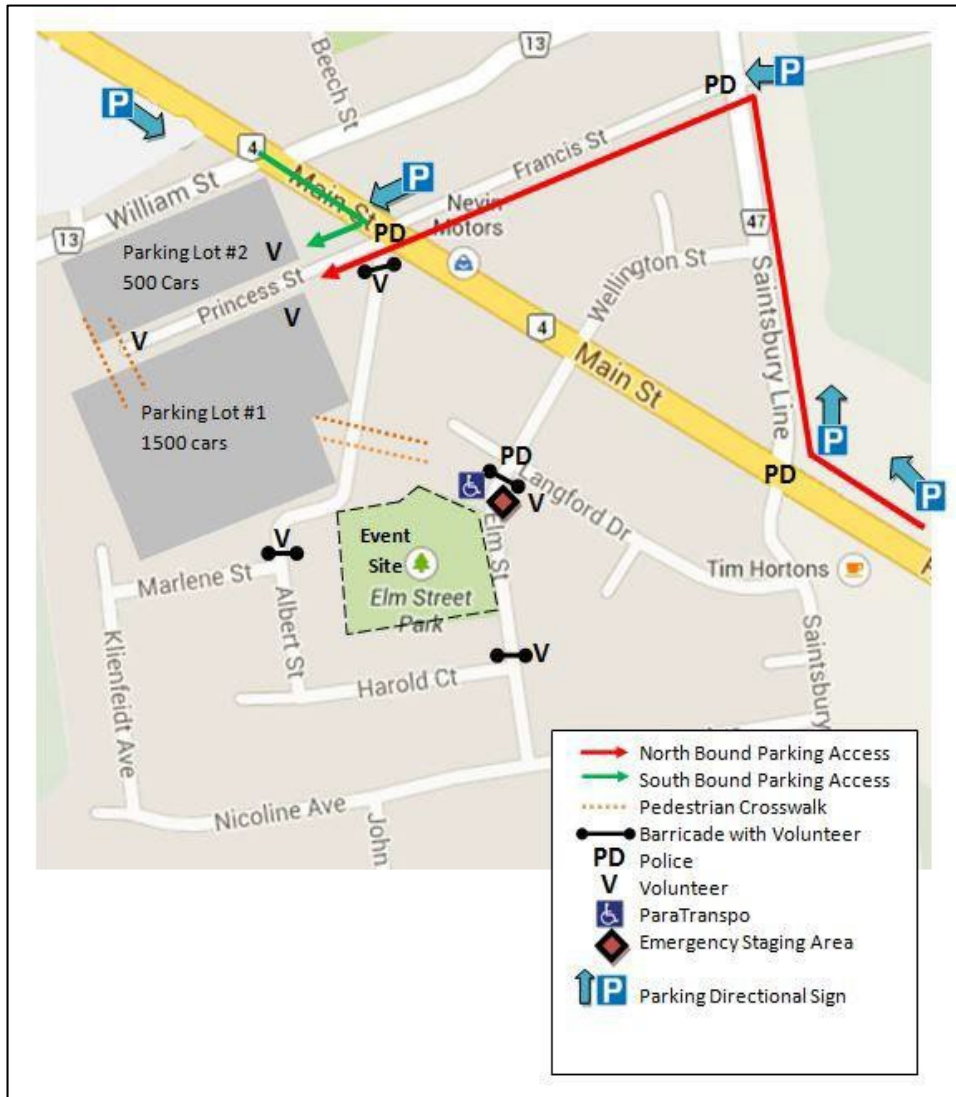 Beech St
13
P
PD
P
4
Francis St
William St
Main St
P
Nevin
Motors
47
13
V
PD
Parking Lot #2
500 Cars
V
Wellington St
Princess St
V
Saintsbury Line
V
4
Main St
Parking Lot #1
1500 cars
P
PD
PD
P
Langford Dr
V
V
Event
Site
Elm St
Marlene St
Tim Hortons
Elm Street
Park
Albert St
Klienfeidt Ave
V
Harold Ct
Saintsbury
Nicoline Ave
John
North Bound Parking Access
South Bound Parking Access
Pedestrian Crosswalk
Barricade with Volunteer
PD Police
V Volunteer
ParaTranspo
Emergency Staging Area
P Parking Directional Sign